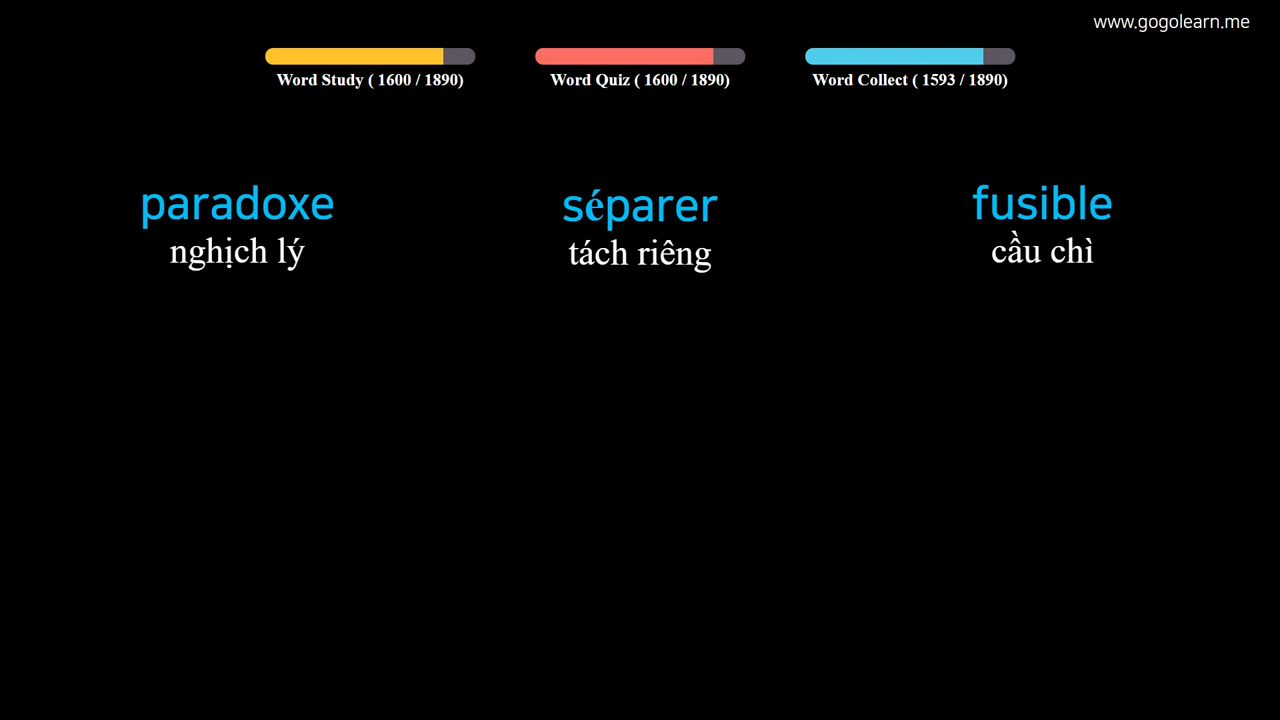 www.gogolearn.me
Word Study ( 1600 / 1890)
Word Quiz ( 1600 / 1890)
Word Collect ( 1593 / 1890)
paradoxe
nghịch lý
séparer
tách riêng
fusible
cầu chì